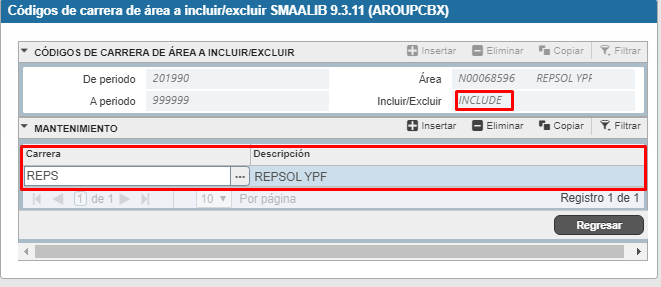 Códigos de carrera de área a incluir/excluir SMAALIB 9.3.11 (AROUPCBX)
CÓDIGOS DE CARRERA DE ÁREA A INCLUIR/EXCLUIR Insertar Eliminar Copiar Filtrar
De periodo 201990 Área N00068596 REPSOL YPF
A periodo 999999 Incluir/Excluir INCLUDE
MANTENIMIENTO Insertar Eliminar Copiar Filtrar
Carrera Descripción
REPS ... REPSOL YPF
1 de 1 10 Por página Registro 1 de 1
Regresar